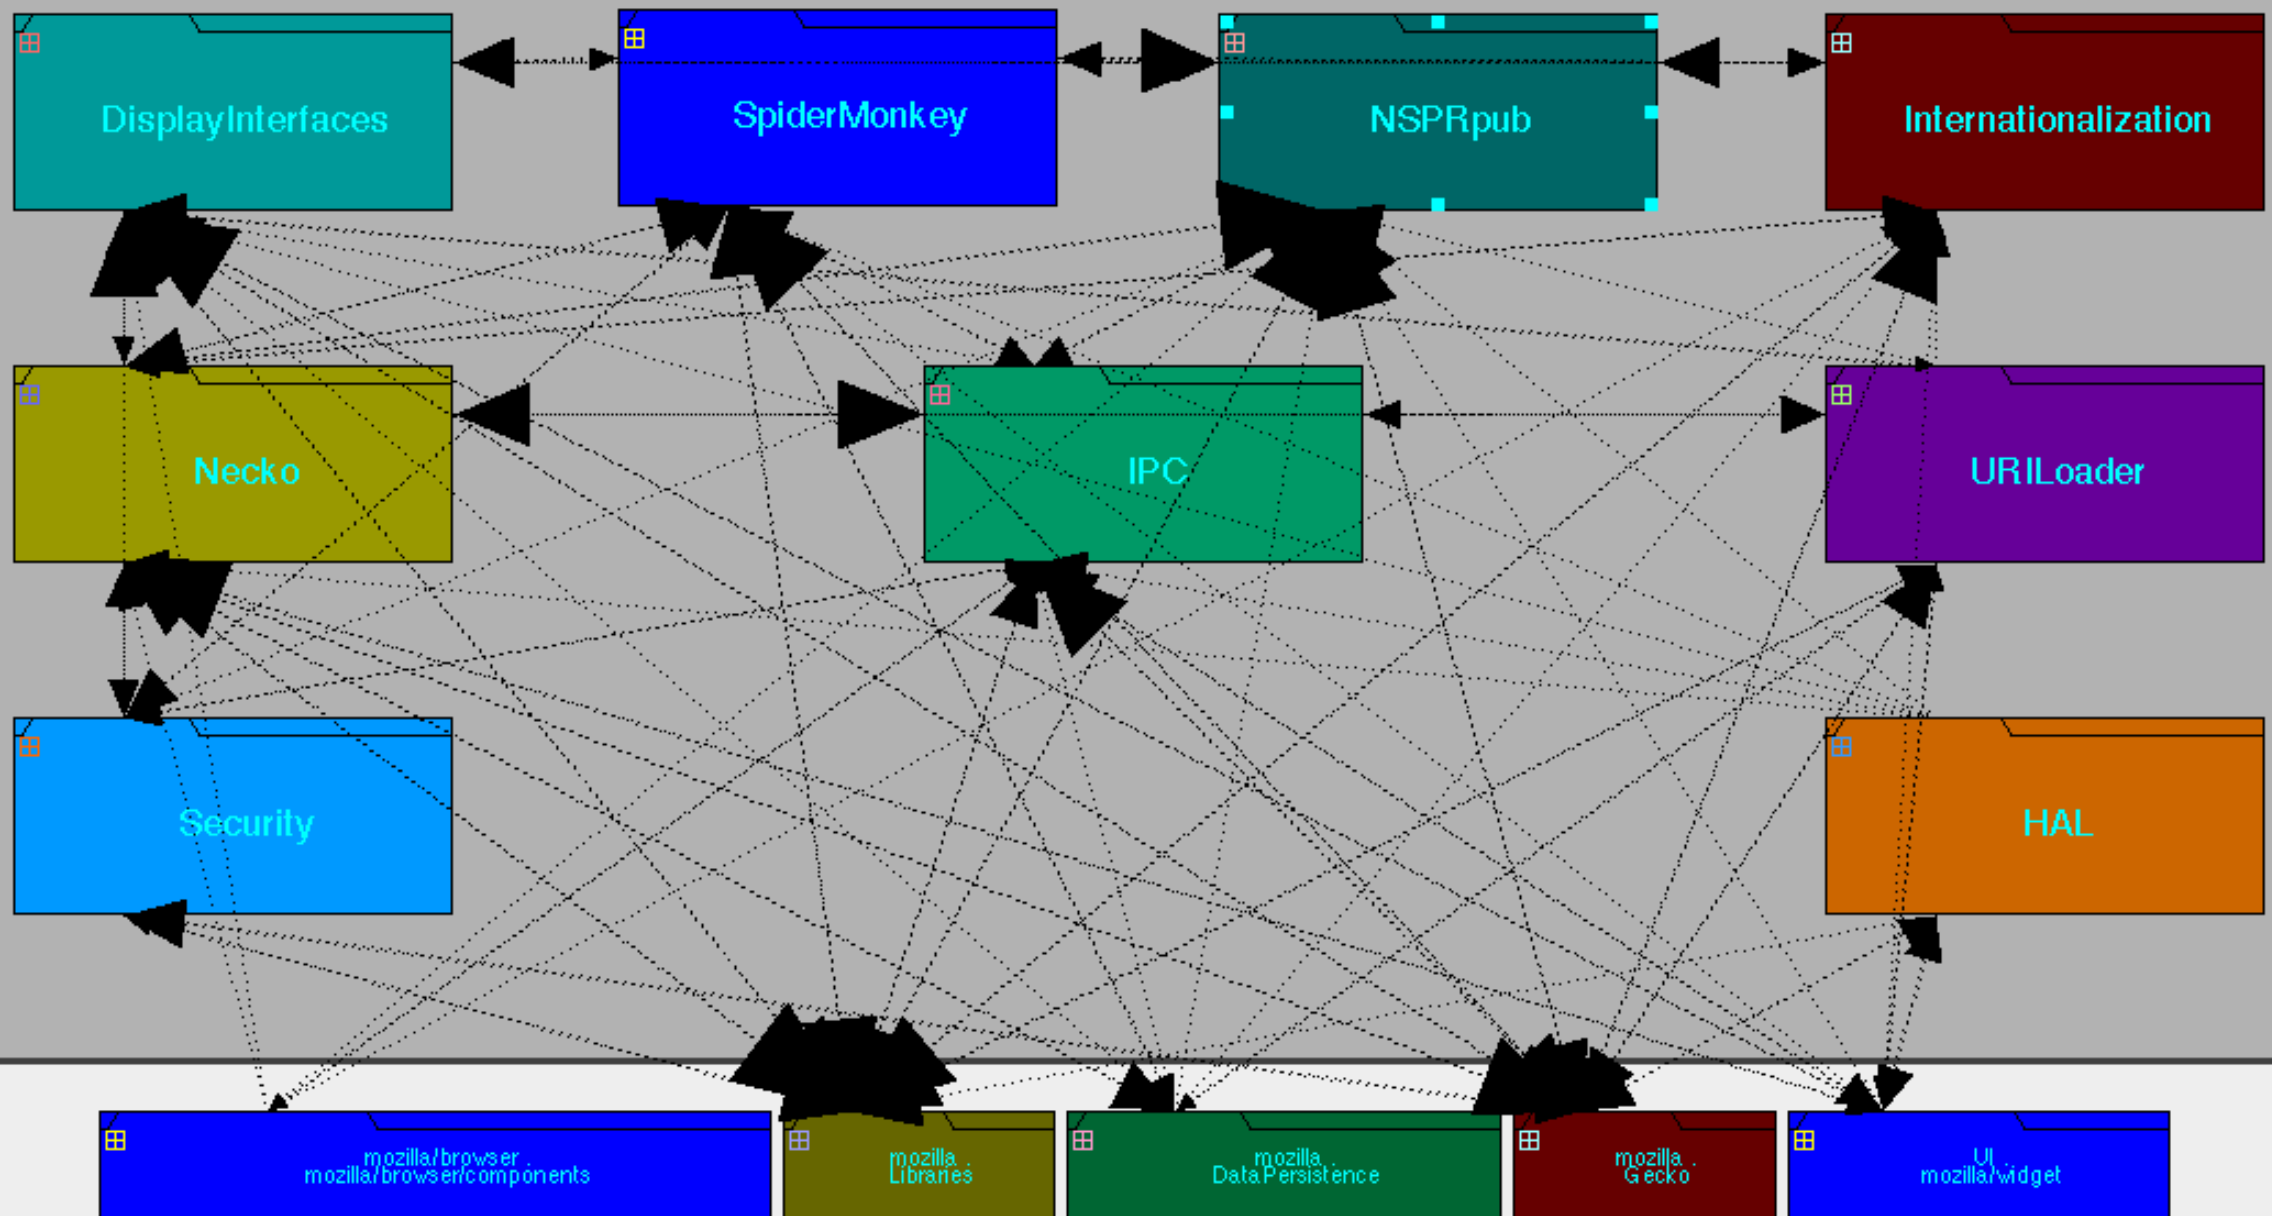 DisplayInterfaces
SpiderMonkey
NSPRpub
Internationalization
Necko
IPC
URILoader
Security
HAL
mozilla/browser .
mozilla/browser/components
mozilla .
Libraries
mozilla .
DataPersistence
mozilla .
Gecko
UI .
mozilla/widget